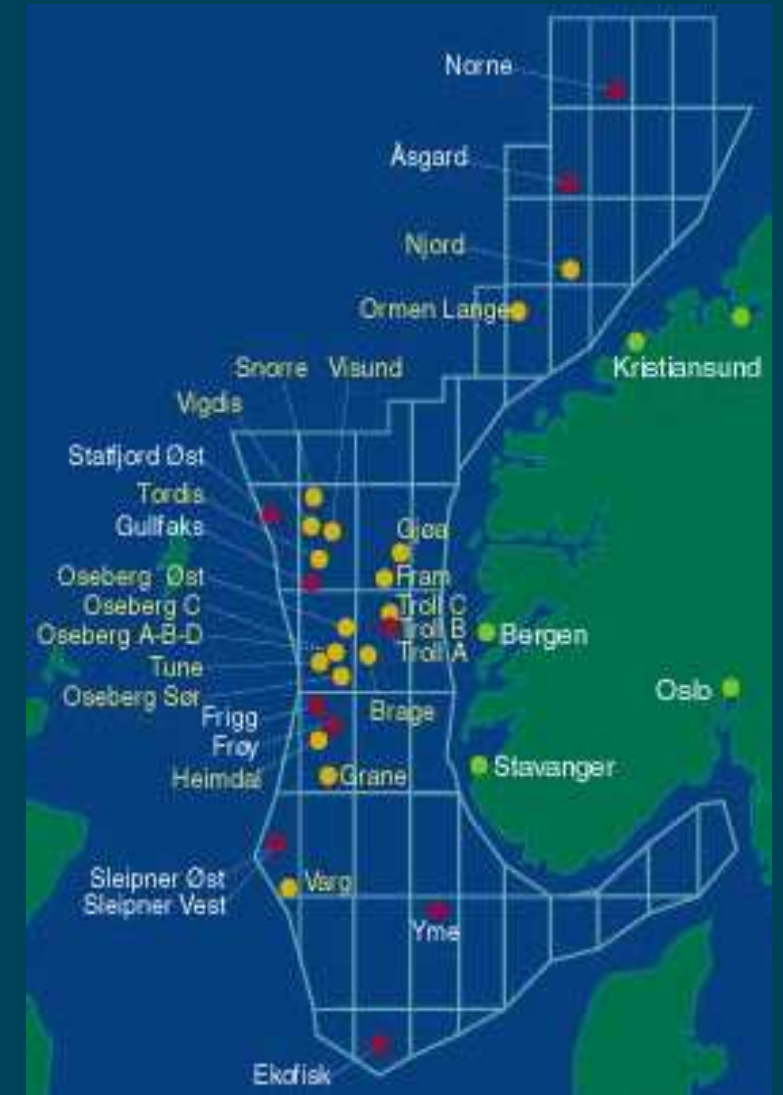 Norne
Åsgard
Njord
Ormen Lange
Kristiansund
Snorre Visund
Vigdis
Statfjord Øst
Tordis
Gullfaks
Gjøa
Oseberg Øst
Fram
Oseberg C
Troll C
Oseberg A-B-D
Troll B
Bergen
Tune
Troll A
Oseberg Sør
Oslo
Frigg
Brage
Frøy
Heimdal
Grane
Stavanger
Sleipner Øst
Varg
Sleipner Vest
Yme
Ekofisk